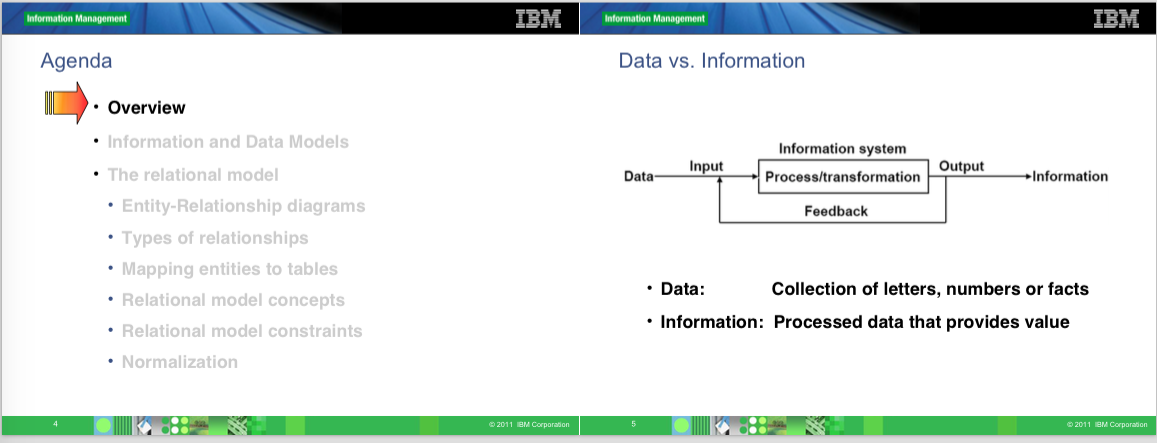 Information Management
IBM
Agenda
• Overview
• Information and Data Models
• The relational model
• Entity-Relationship diagrams
• Types of relationships
• Mapping entities to tables
• Relational model concepts
• Relational model constraints
• Normalization
4
© 2011 IBM Corporation
Information Management
IBM
Data vs. Information
Information system
Data
Input
Process/transformation
Output
Information
Feedback
• Data: Collection of letters, numbers or facts
• Information: Processed data that provides value
5
© 2011 IBM Corporation